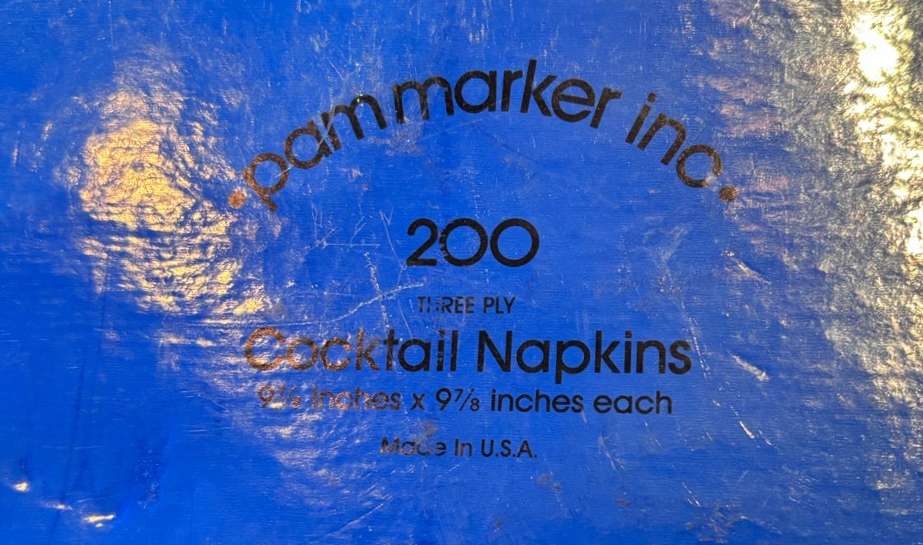 ·pam marker inc.·
200
THREE PLY
Cocktail Napkins
9⅞ inches x 9⅞ inches each
Made In U.S.A.